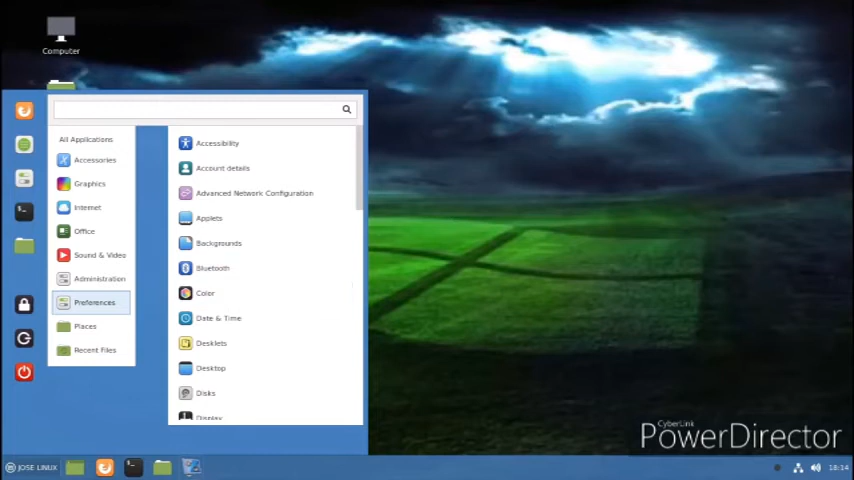 Computer
All Applications
Accessories
Graphics
Internet
Office
Sound & Video
Administration
Preferences
Places
Recent Files
Accessibility
Account details
Advanced Network Configuration
Applets
Backgrounds
Bluetooth
Color
Date & Time
Desklets
Desktop
Disks
Display
CyberLink
PowerDirector
JOSE LINUX
18:14